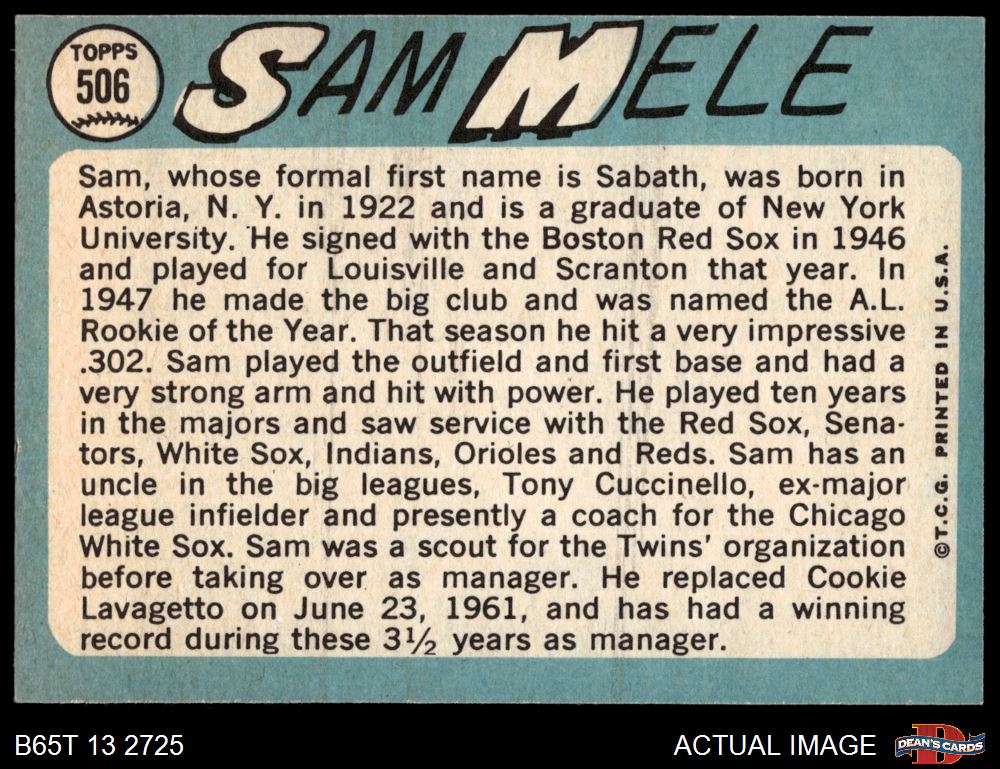 TOPPS
506
SAM MELE
Sam, whose formal first name is Sabath, was born in
Astoria, N. Y. in 1922 and is a graduate of New York
University. He signed with the Boston Red Sox in 1946
and played for Louisville and Scranton that year. In
1947 he made the big club and was named the A.L.
Rookie of the Year. That season he hit a very impressive
.302. Sam played the outfield and first base and had a
very strong arm and hit with power. He played ten years
in the majors and saw service with the Red Sox, Sena-
tors, White Sox, Indians, Orioles and Reds. Sam has an
uncle in the big leagues, Tony Cuccinello, ex-major
league infielder and presently a coach for the Chicago
White Sox. Sam was a scout for the Twins' organization
before taking over as manager. He replaced Cookie
Lavagetto on June 23, 1961, and has had a winning
record during these 3½ years as manager.
©T.C.G. PRINTED IN U.S.A.
B65T 13 2725
ACTUAL IMAGE
D
DEAN'S CARDS